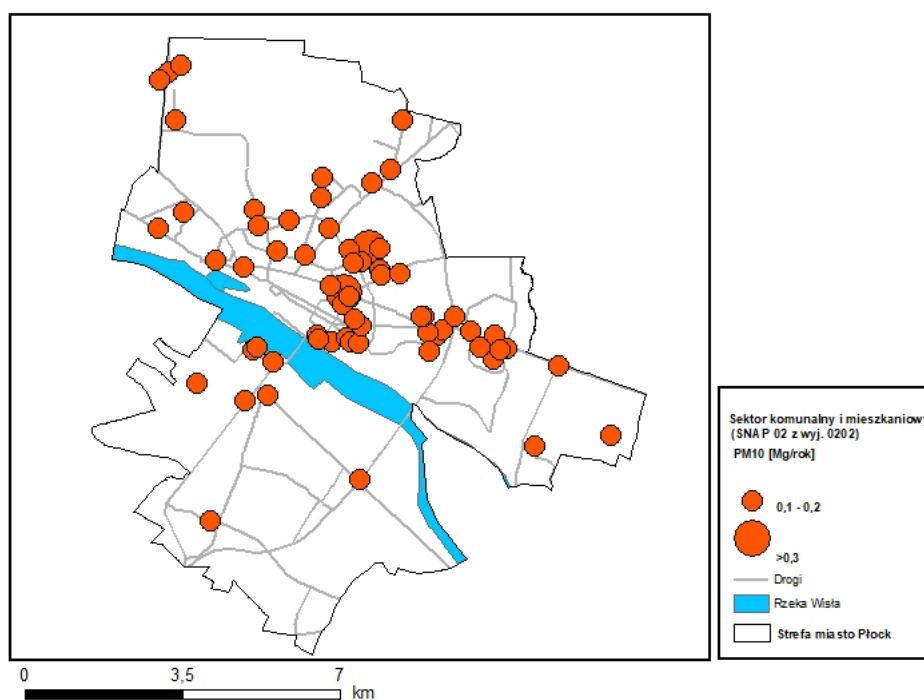 Sektor komunalny i mieszkaniowy
(SNAP 02 z wyj. 0202)
PM10 [Mg/rok]
0,1 - 0,2
>0,3
Drogi
Rzeka Wisła
Strefa miasto Płock
0 3,5 7
km